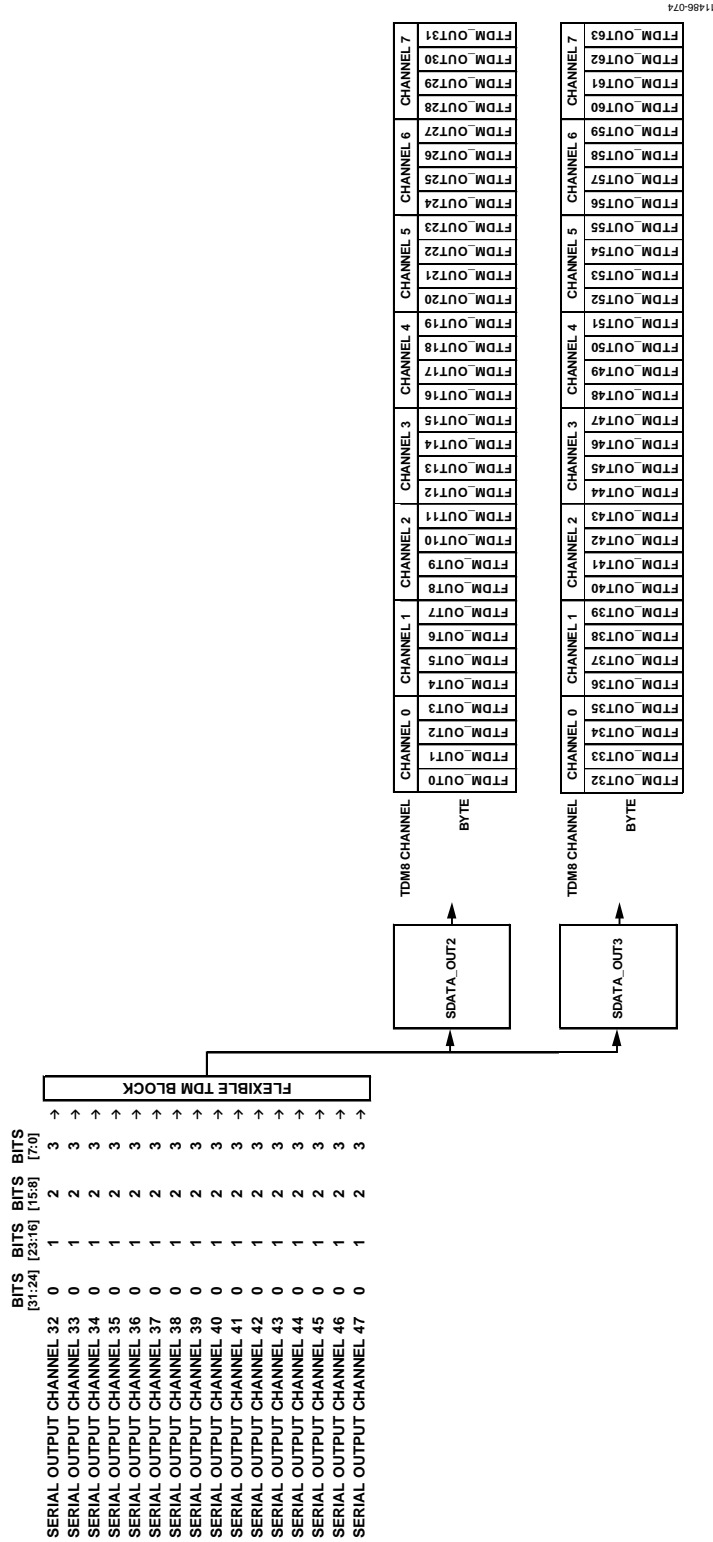 BITS [31:24] BITS [23:16] BITS [15:8] BITS [7:0]
SERIAL OUTPUT CHANNEL 32 0 1 2 3 →
SERIAL OUTPUT CHANNEL 33 0 1 2 3 →
SERIAL OUTPUT CHANNEL 34 0 1 2 3 →
SERIAL OUTPUT CHANNEL 35 0 1 2 3 →
SERIAL OUTPUT CHANNEL 36 0 1 2 3 →
SERIAL OUTPUT CHANNEL 37 0 1 2 3 →
SERIAL OUTPUT CHANNEL 38 0 1 2 3 →
SERIAL OUTPUT CHANNEL 39 0 1 2 3 →
SERIAL OUTPUT CHANNEL 40 0 1 2 3 →
SERIAL OUTPUT CHANNEL 41 0 1 2 3 →
SERIAL OUTPUT CHANNEL 42 0 1 2 3 →
SERIAL OUTPUT CHANNEL 43 0 1 2 3 →
SERIAL OUTPUT CHANNEL 44 0 1 2 3 →
SERIAL OUTPUT CHANNEL 45 0 1 2 3 →
SERIAL OUTPUT CHANNEL 46 0 1 2 3 →
SERIAL OUTPUT CHANNEL 47 0 1 2 3 →
FLEXIBLE TDM BLOCK
SDATA_OUT2
TDM8 CHANNEL CHANNEL 0 CHANNEL 1 CHANNEL 2 CHANNEL 3 CHANNEL 4 CHANNEL 5 CHANNEL 6 CHANNEL 7
BYTE
FTDM_OUT0
FTDM_OUT1
FTDM_OUT2
FTDM_OUT3
FTDM_OUT4
FTDM_OUT5
FTDM_OUT6
FTDM_OUT7
FTDM_OUT8
FTDM_OUT9
FTDM_OUT10
FTDM_OUT11
FTDM_OUT12
FTDM_OUT13
FTDM_OUT14
FTDM_OUT15
FTDM_OUT16
FTDM_OUT17
FTDM_OUT18
FTDM_OUT19
FTDM_OUT20
FTDM_OUT21
FTDM_OUT22
FTDM_OUT23
FTDM_OUT24
FTDM_OUT25
FTDM_OUT26
FTDM_OUT27
FTDM_OUT28
FTDM_OUT29
FTDM_OUT30
FTDM_OUT31
SDATA_OUT3
TDM8 CHANNEL CHANNEL 0 CHANNEL 1 CHANNEL 2 CHANNEL 3 CHANNEL 4 CHANNEL 5 CHANNEL 6 CHANNEL 7
BYTE
FTDM_OUT32
FTDM_OUT33
FTDM_OUT34
FTDM_OUT35
FTDM_OUT36
FTDM_OUT37
FTDM_OUT38
FTDM_OUT39
FTDM_OUT40
FTDM_OUT41
FTDM_OUT42
FTDM_OUT43
FTDM_OUT44
FTDM_OUT45
FTDM_OUT46
FTDM_OUT47
FTDM_OUT48
FTDM_OUT49
FTDM_OUT50
FTDM_OUT51
FTDM_OUT52
FTDM_OUT53
FTDM_OUT54
FTDM_OUT55
FTDM_OUT56
FTDM_OUT57
FTDM_OUT58
FTDM_OUT59
FTDM_OUT60
FTDM_OUT61
FTDM_OUT62
FTDM_OUT63
11486-074